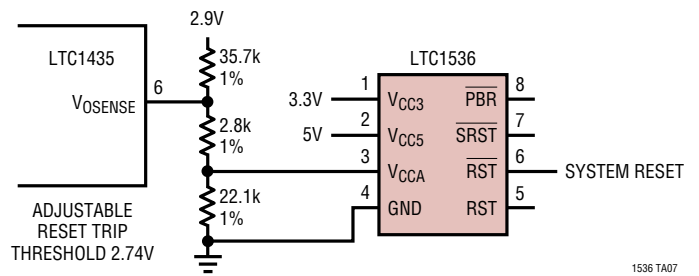 2.9V
LTC1435
35.7k
1%
6
VOSENSE
2.8k
1%
22.1k
1%
ADJUSTABLE
RESET TRIP
THRESHOLD 2.74V
LTC1536
3.3V
1
VCC3
PBR
8
5V
2
VCC5
SRST
7
3
VCCA
RST
6
SYSTEM RESET
4
GND
RST
5
1536 TA07